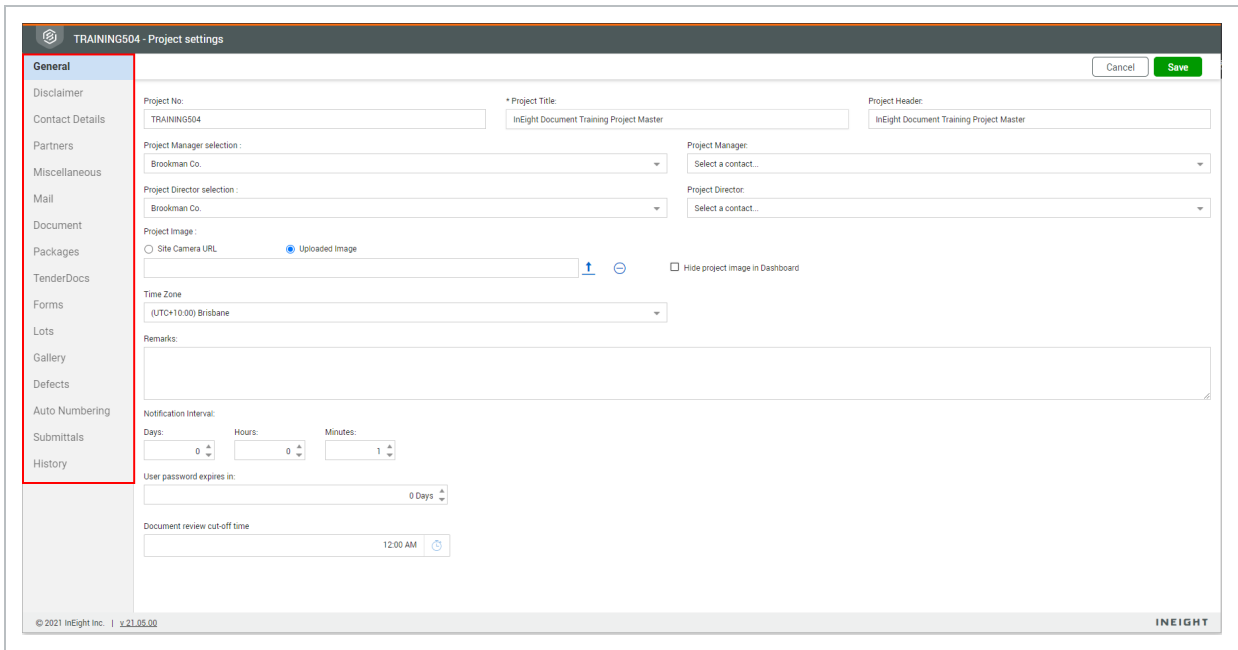 TRAINING504 - Project settings
General
Cancel Save
Disclaimer
Contact Details
Partners
Miscellaneous
Mail
Document
Packages
TenderDocs
Forms
Lots
Gallery
Defects
Auto Numbering
Submittals
History
Project No: * Project Title: Project Header:
TRAINING504 InEight Document Training Project Master InEight Document Training Project Master
Project Manager selection : Project Manager:
Brookman Co. Select a contact...
Project Director selection : Project Director:
Brookman Co. Select a contact...
Project Image :
Site Camera URL Uploaded Image
Hide project image in Dashboard
Time Zone
(UTC+10:00) Brisbane
Remarks:
Notification Interval:
Days: Hours: Minutes:
0 0 1
User password expires in:
0 Days
Document review cut-off time
12:00 AM
© 2021 InEight Inc. | v 21.05.00 INEIGHT